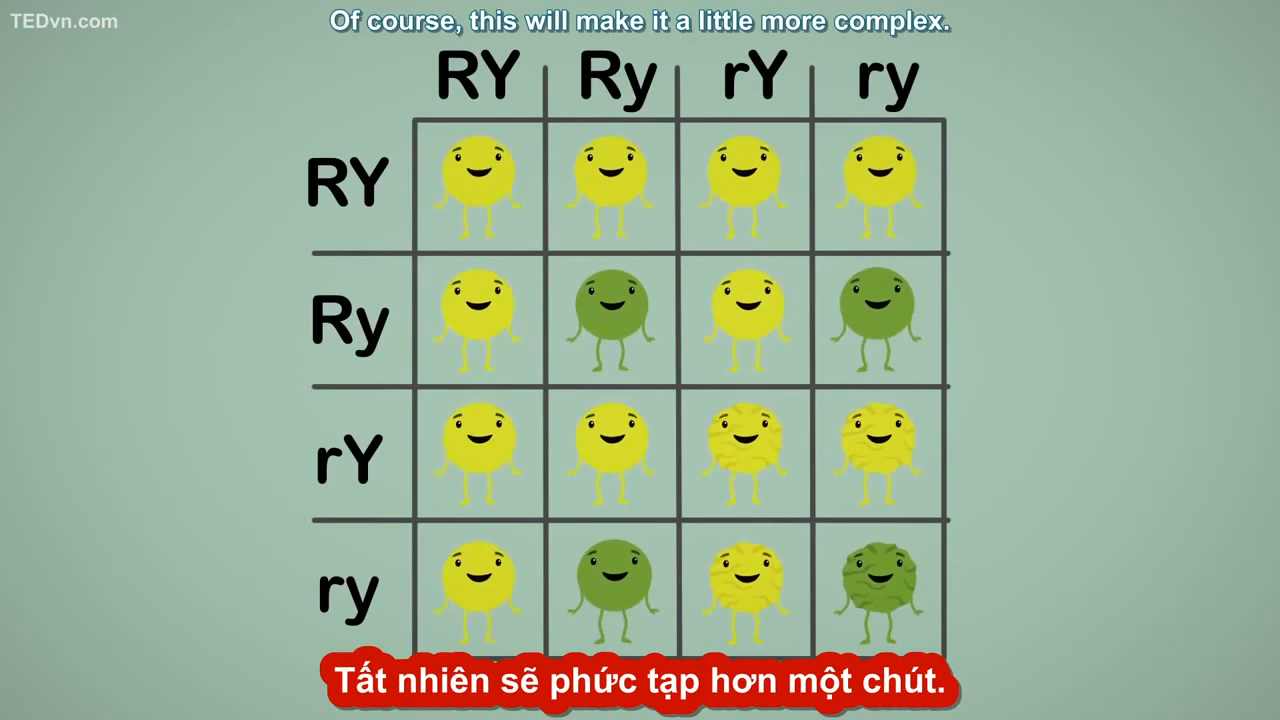 TEDvn.com
Of course, this will make it a little more complex.
RY Ry rY ry
RY
Ry
rY
ry
Tất nhiên sẽ phức tạp hơn một chút.